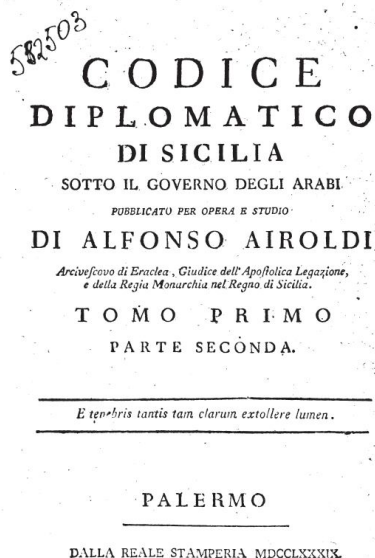 582503
CODICE
DIPLOMATICO
DI SICILIA
SOTTO IL GOVERNO DEGLI ARABI
PUBBLICATO PER OPERA E STUDIO
DI ALFONSO AIROLDI
Arciveſcovo di Eraclea, Giudice dell'Apoſtolica Legazione,
e della Regia Monarchia nel Regno di Sicilia.
TOMO PRIMO
PARTE SECONDA.
E tenebris tantis tam clarum extollere lumen.
PALERMO
DALLA REALE STAMPERIA MDCCLXXXIX.